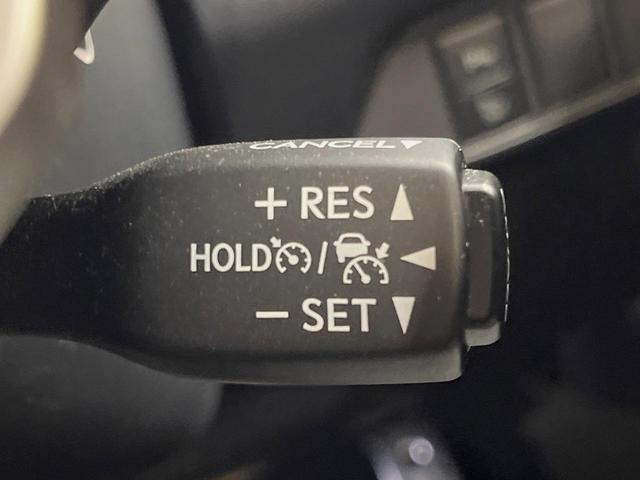 CANCEL▼
+ RES ▲
HOLD / ◀
− SET ▼